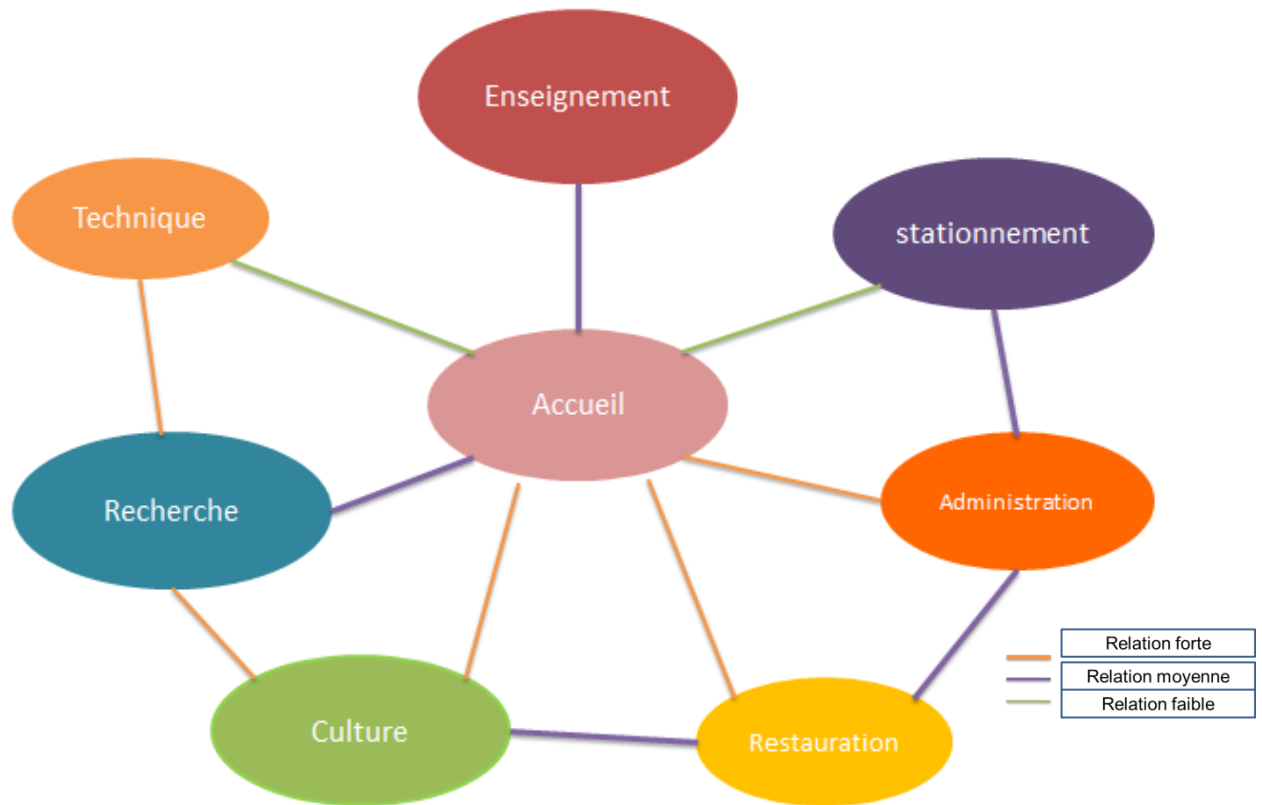 Enseignement
Technique
stationnement
Accueil
Recherche
Administration
Culture
Restauration
Relation forte
Relation moyenne
Relation faible